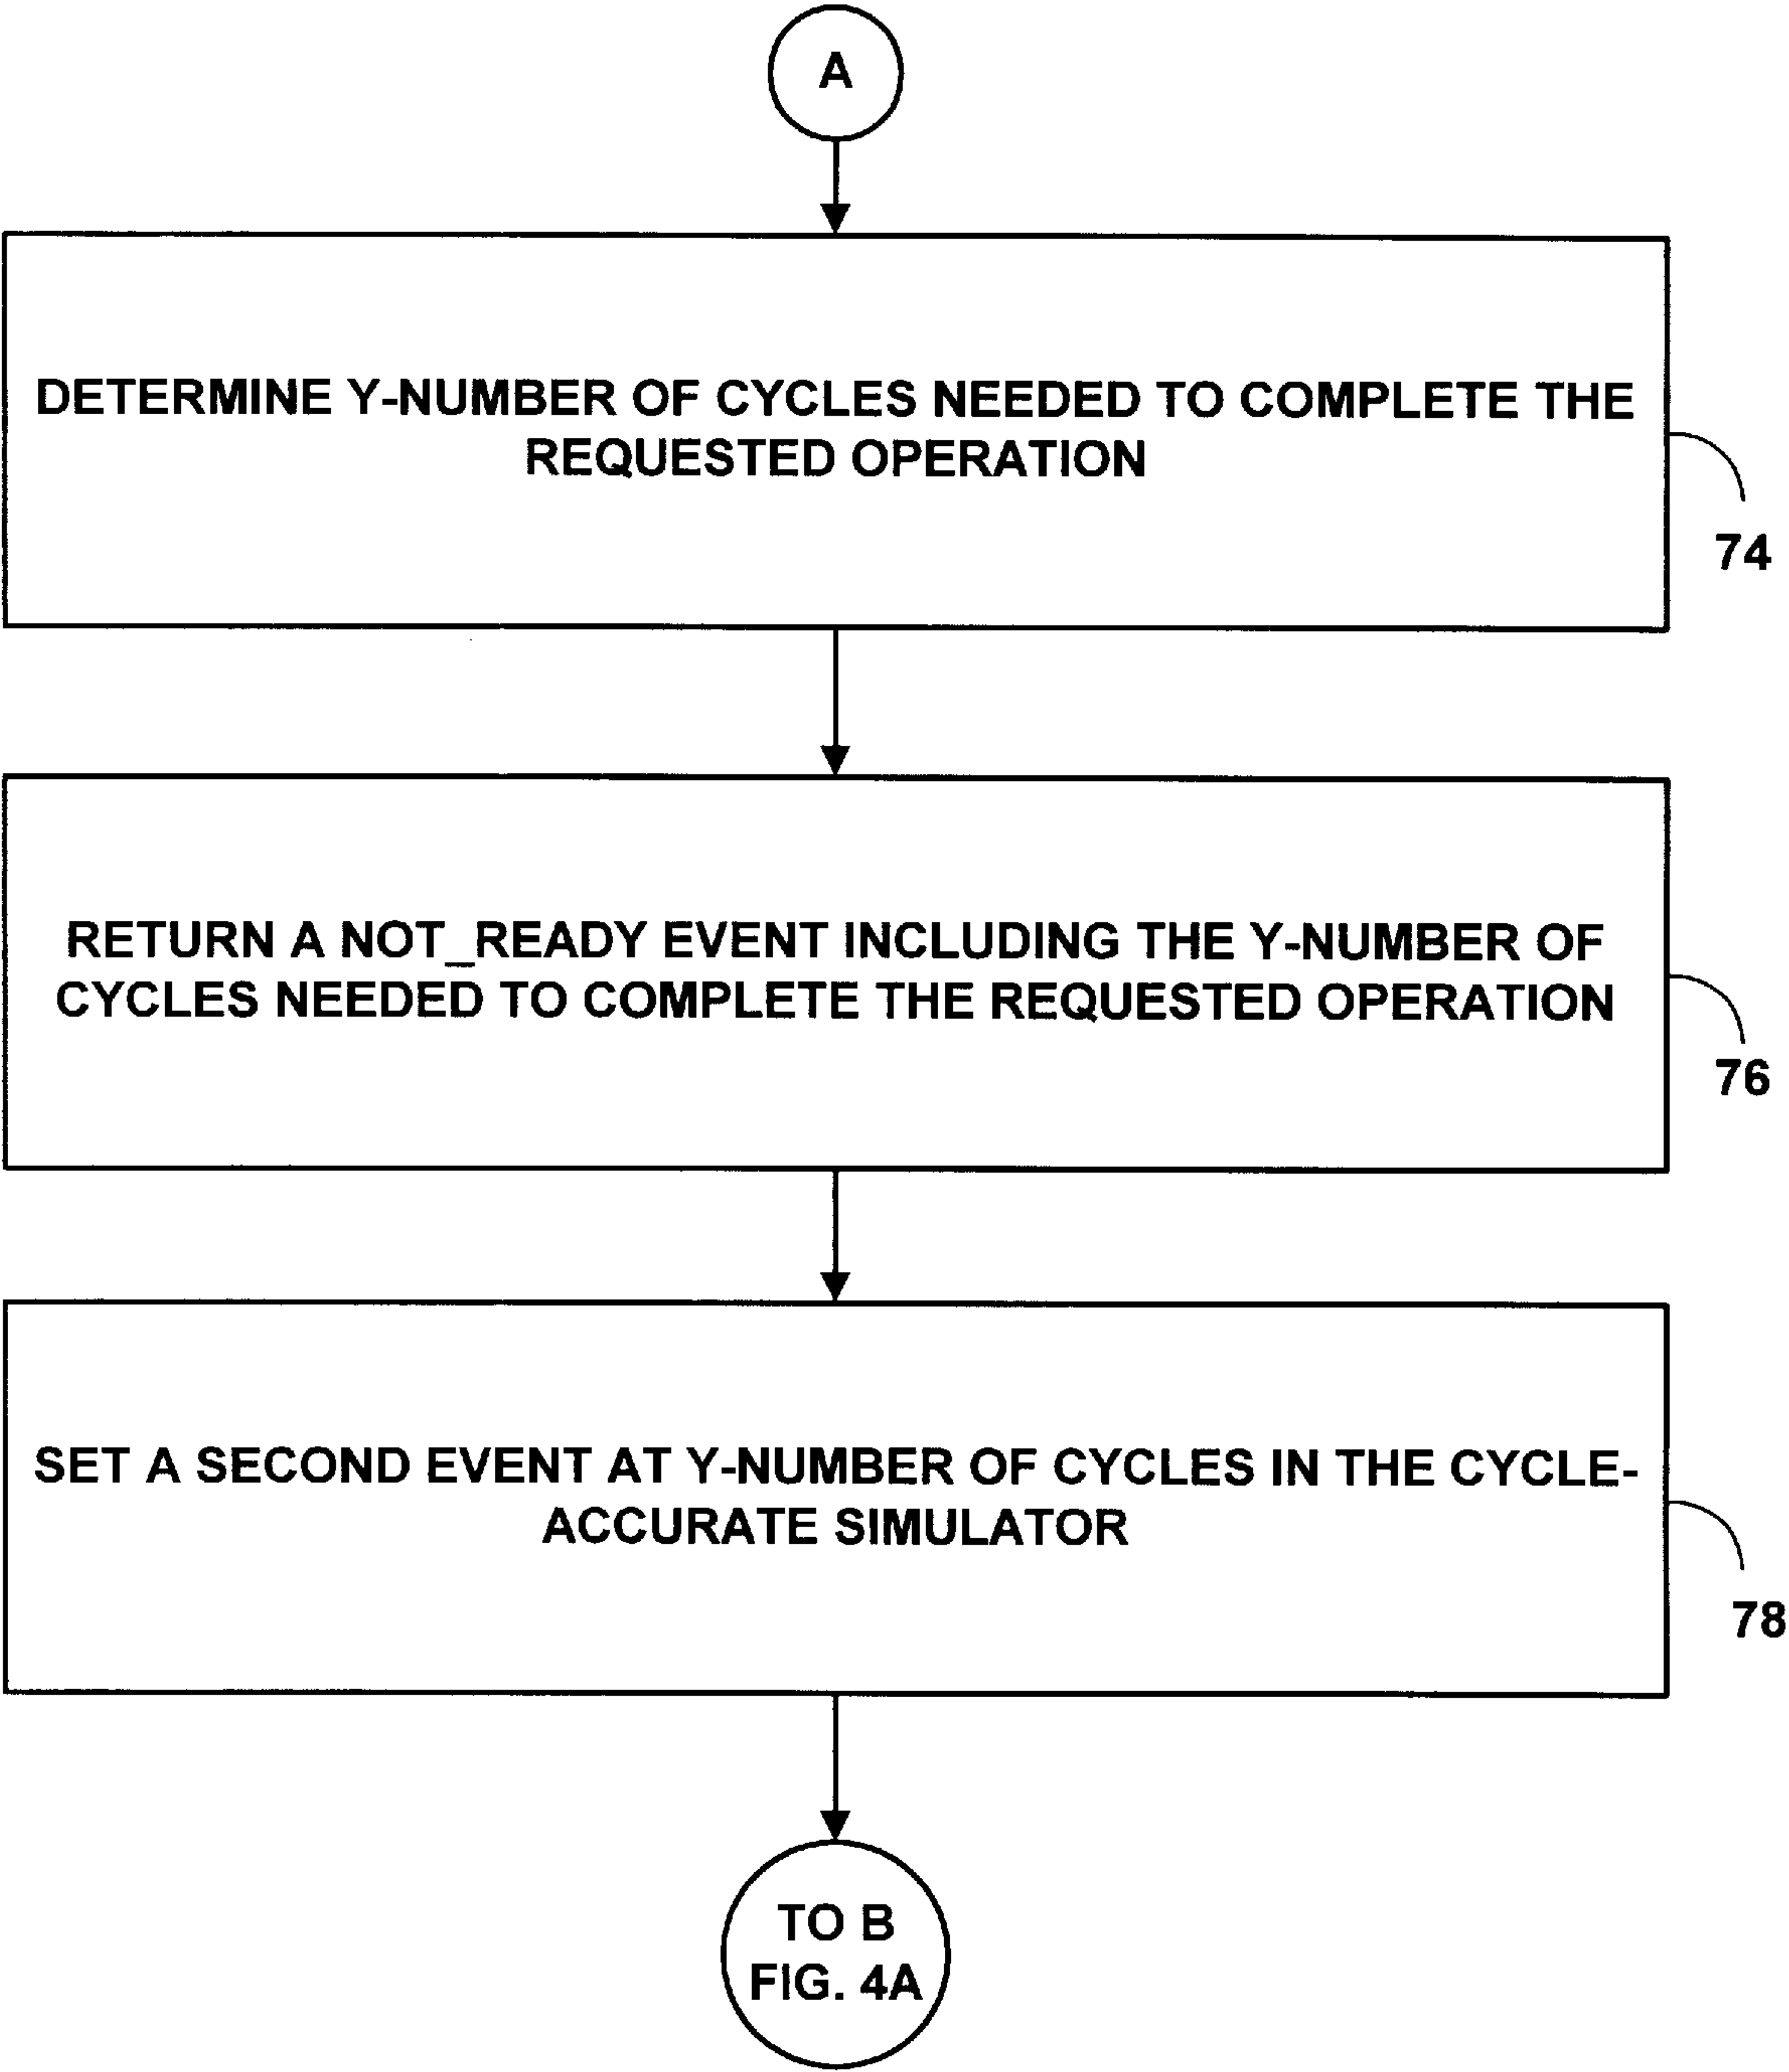 A
DETERMINE Y-NUMBER OF CYCLES NEEDED TO COMPLETE THE
REQUESTED OPERATION
74
RETURN A NOT_READY EVENT INCLUDING THE Y-NUMBER OF
CYCLES NEEDED TO COMPLETE THE REQUESTED OPERATION
76
SET A SECOND EVENT AT Y-NUMBER OF CYCLES IN THE CYCLE-
ACCURATE SIMULATOR
78
TO B
FIG. 4A